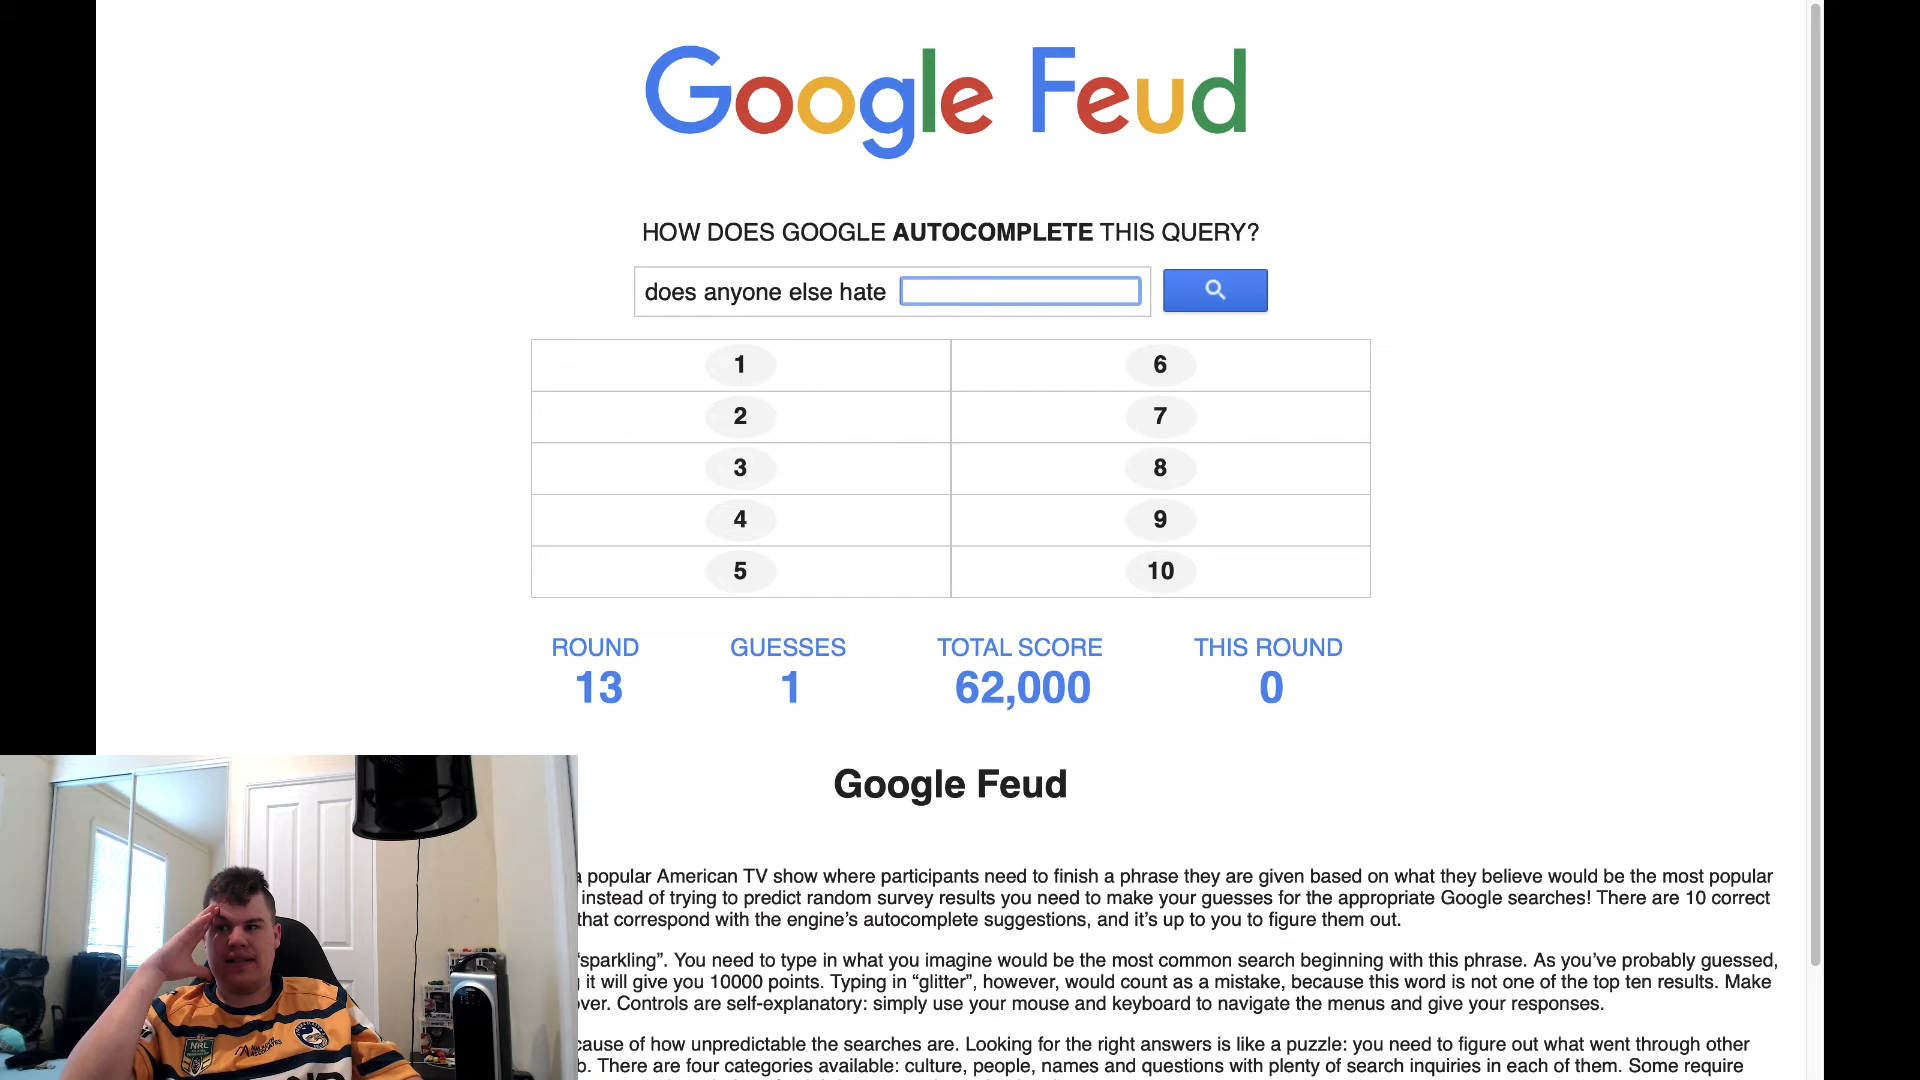 Google Feud
HOW DOES GOOGLE AUTOCOMPLETE THIS QUERY?
does anyone else hate
1 6
2 7
3 8
4 9
5 10
ROUND GUESSES TOTAL SCORE THIS ROUND
13 1 62,000 0
Google Feud
popular American TV show where participants need to finish a phrase they are given based on what they believe would be the most popular
instead of trying to predict random survey results you need to make your guesses for the appropriate Google searches! There are 10 correct
that correspond with the engine's autocomplete suggestions, and it's up to you to figure them out.
“sparkling”. You need to type in what you imagine would be the most common search beginning with this phrase. As you've probably guessed,
it will give you 10000 points. Typing in “glitter”, however, would count as a mistake, because this word is not one of the top ten results. Make
over. Controls are self-explanatory: simply use your mouse and keyboard to navigate the menus and give your responses.
cause of how unpredictable the searches are. Looking for the right answers is like a puzzle: you need to figure out what went through other
b. There are four categories available: culture, people, names and questions with plenty of search inquiries in each of them. Some require
NRL